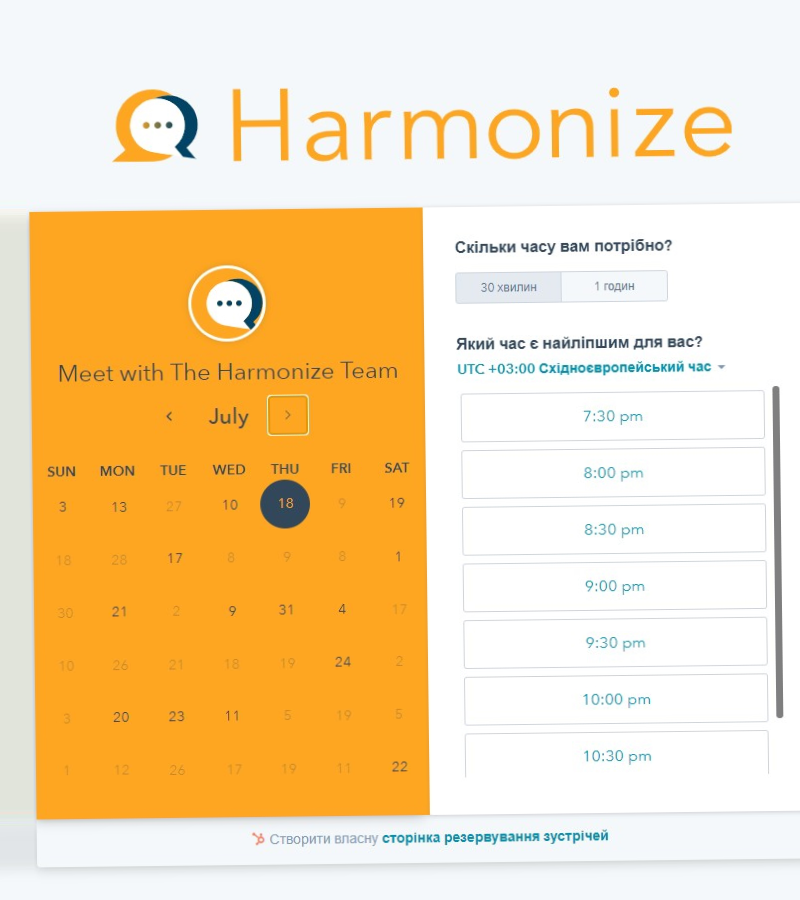 Harmonize
Meet with The Harmonize Team
July
SUN MON TUE WED THU FRI SAT
3 13 27 10 18 9 19
18 28 17 8 9 8 1
30 21 2 9 31 4 17
10 26 21 18 19 24 2
3 20 23 11 5 19 5
1 12 26 17 19 11 22
Скільки часу вам потрібно?
30 хвилин 1 годин
Який час є найліпшим для вас?
UTC +03:00 Східноєвропейський час
7:30 pm
8:00 pm
8:30 pm
9:00 pm
9:30 pm
10:00 pm
10:30 pm
Створити власну сторінка резервування зустрічей